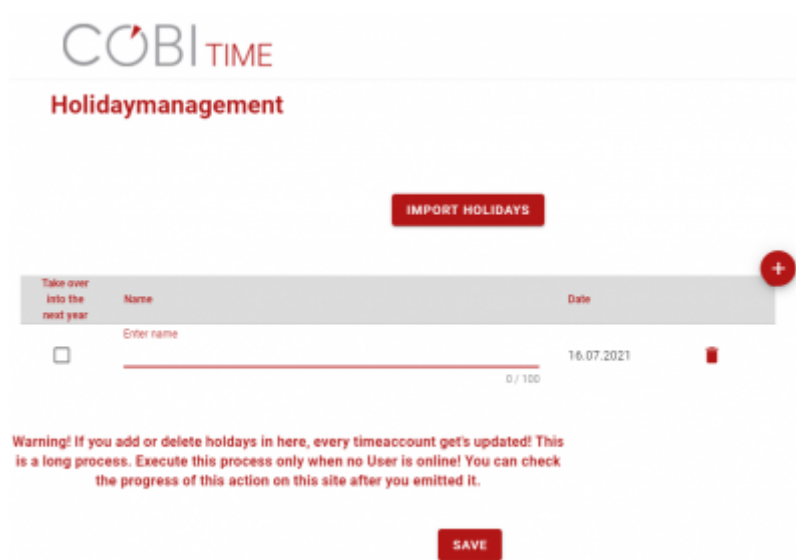 COBI TIME
Holidaymanagement
IMPORT HOLIDAYS
+
Take over
into the
next year
Name
Date
Enter name
16.07.2021
0 / 100
Warning! If you add or delete holdays in here, every timeaccount get's updated! This
is a long process. Execute this process only when no User is online! You can check
the progress of this action on this site after you emitted it.
SAVE